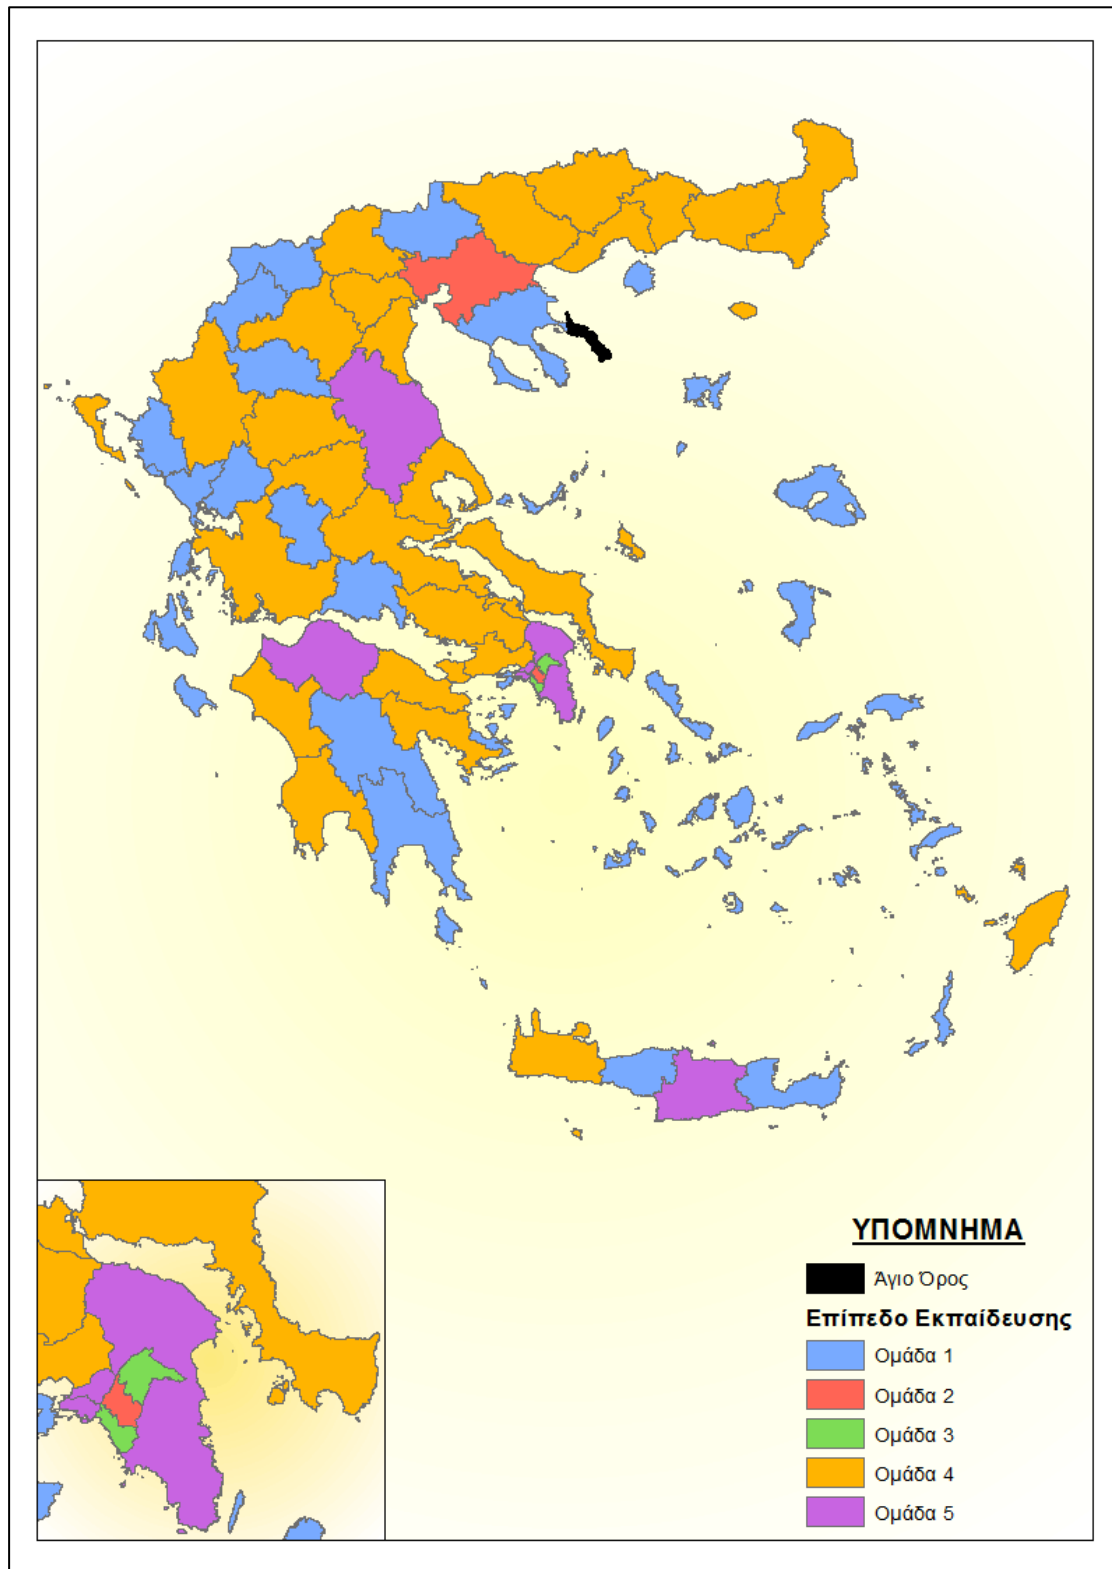 ΥΠΟΜΝΗΜΑ
Άγιο Όρος
Επίπεδο Εκπαίδευσης
Ομάδα 1
Ομάδα 2
Ομάδα 3
Ομάδα 4
Ομάδα 5